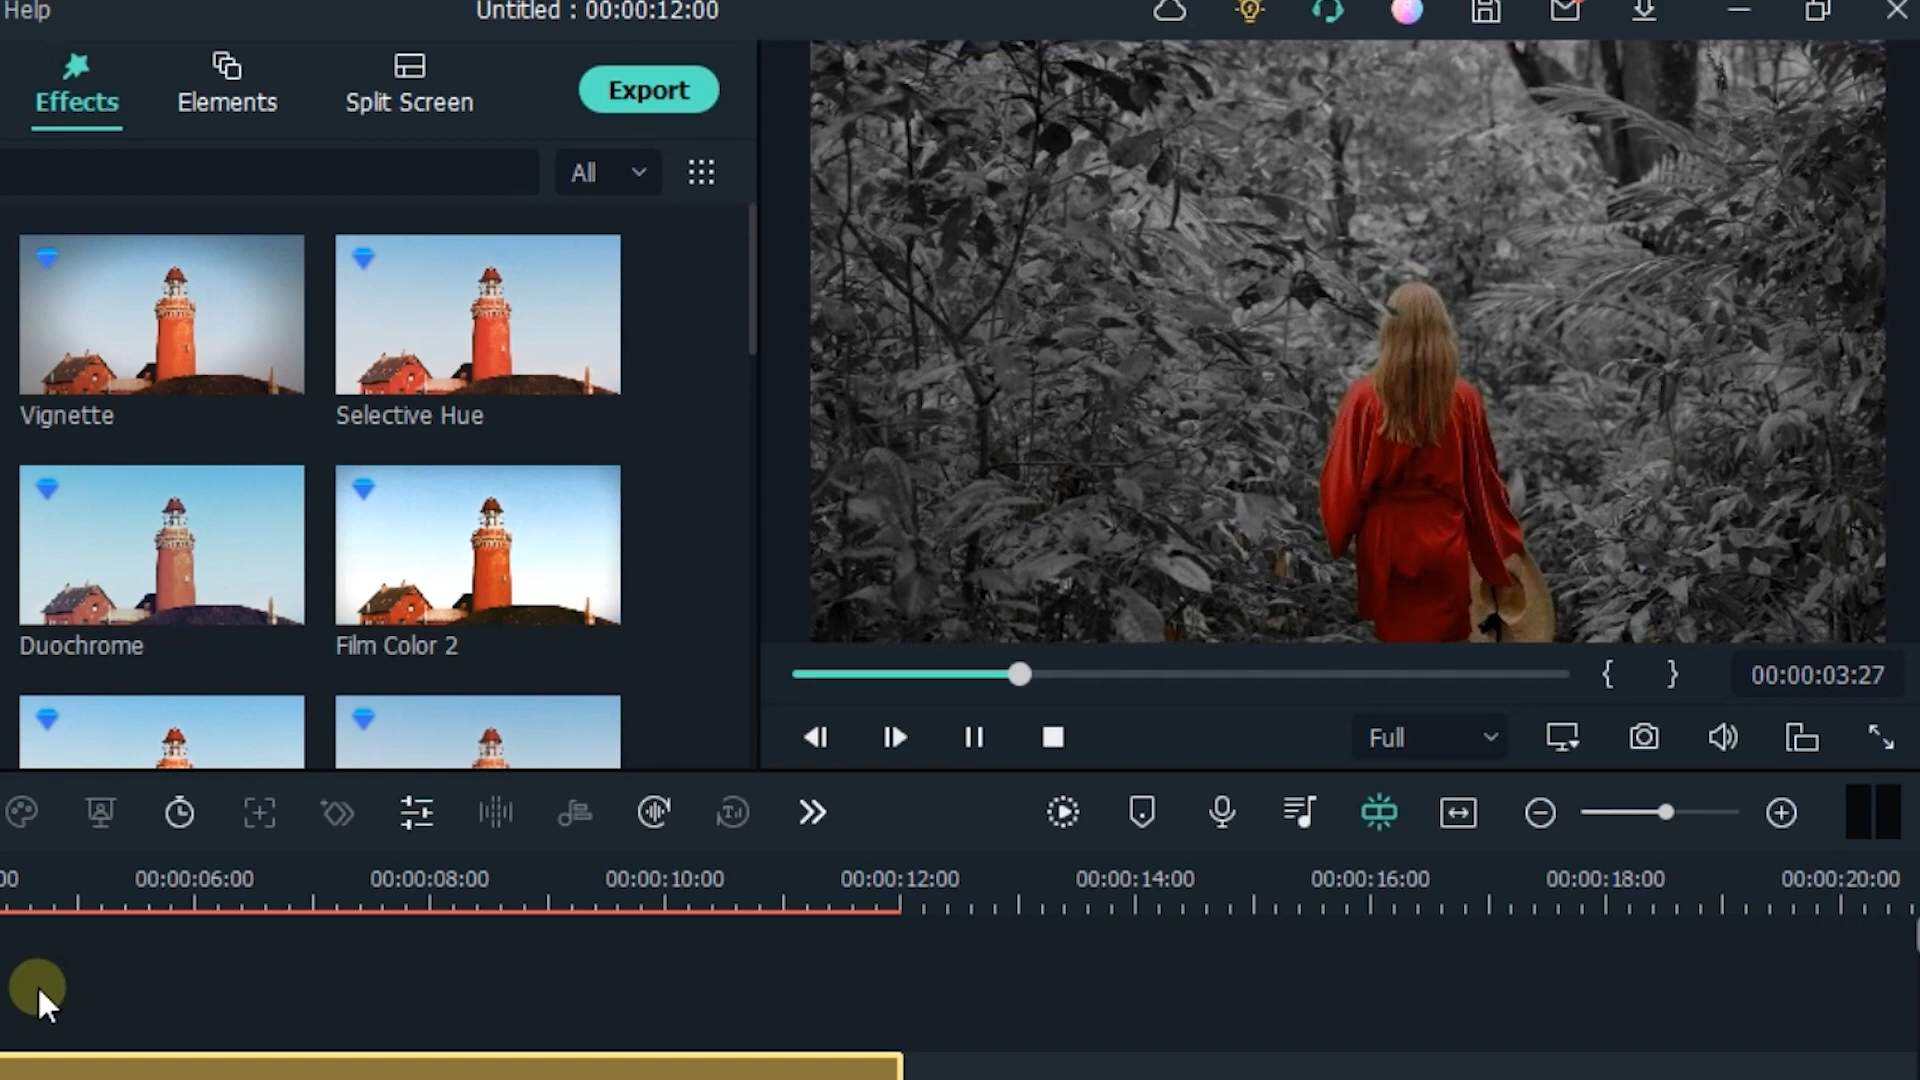 Help
Untitled : 00:00:12:00
Effects
Elements
Split Screen
Export
All
Vignette
Selective Hue
Duochrome
Film Color 2
{ }
00:00:03:27
Full
00
00:00:06:00
00:00:08:00
00:00:10:00
00:00:12:00
00:00:14:00
00:00:16:00
00:00:18:00
00:00:20:00